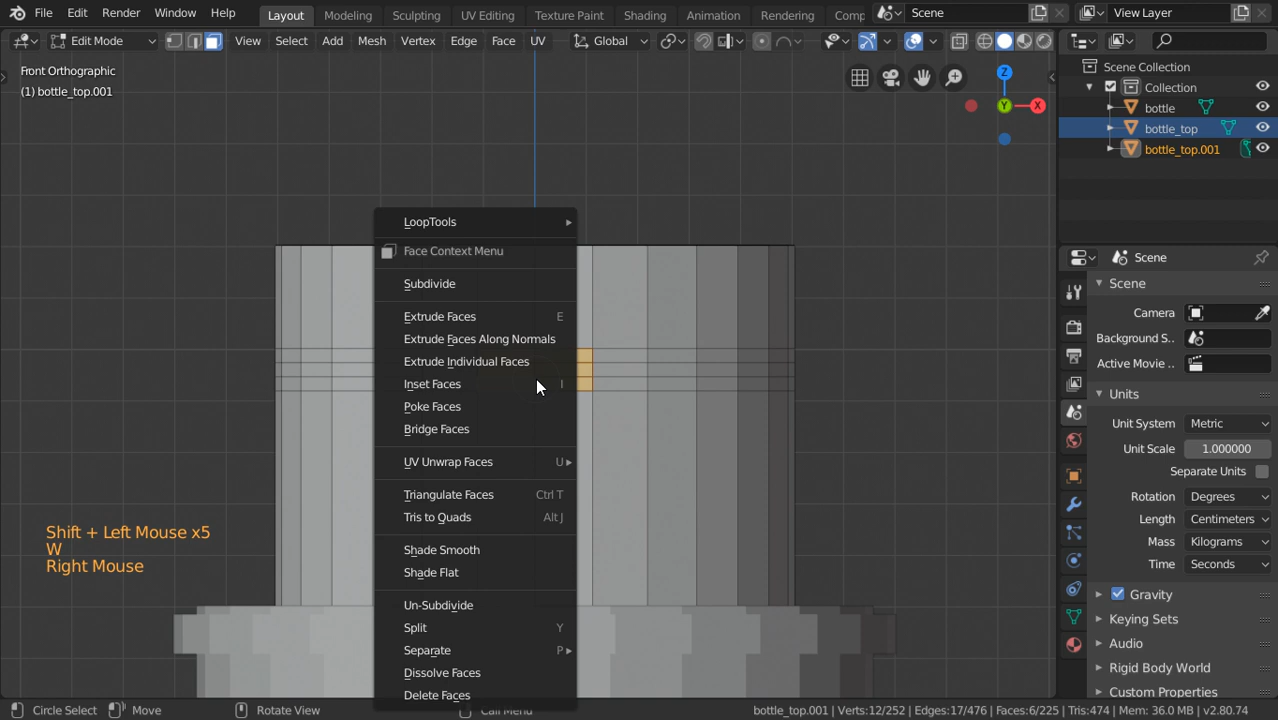 File Edit Render Window Help Layout Modeling Sculpting UV Editing Texture Paint Shading Animation Rendering Comp Scene View Layer
Edit Mode View Select Add Mesh Vertex Edge Face UV Global
Front Orthographic
(1) bottle_top.001
Z
Y
X
Scene Collection
Collection
bottle
bottle_top
bottle_top.001
LoopTools
Face Context Menu
Subdivide
Extrude Faces E
Extrude Faces Along Normals
Extrude Individual Faces
Inset Faces I
Poke Faces
Bridge Faces
UV Unwrap Faces U
Triangulate Faces Ctrl T
Tris to Quads Alt J
Shade Smooth
Shade Flat
Un-Subdivide
Split Y
Separate P
Dissolve Faces
Delete Faces
Shift + Left Mouse x5
W
Right Mouse
Scene
Scene
Camera
Background S..
Active Movie ..
Units
Unit System Metric
Unit Scale 1.000000
Separate Units
Rotation Degrees
Length Centimeters
Mass Kilograms
Time Seconds
Gravity
Keying Sets
Audio
Rigid Body World
Custom Properties
Circle Select Move Rotate View Call Menu bottle_top.001 | Verts:12/252 | Edges:17/476 | Faces:6/225 | Tris:474 | Mem: 36.0 MB | v2.80.74